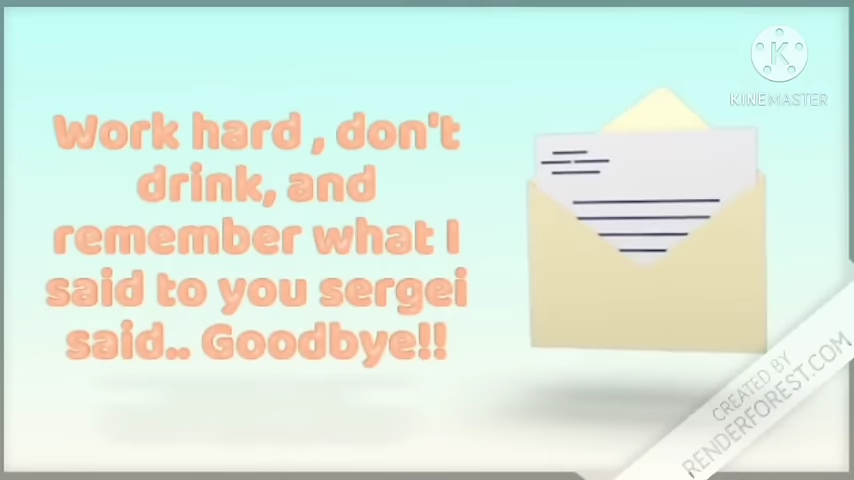 Work hard , don't
drink, and
remember what I
said to you sergei
said.. Goodbye!!
K
KINEMASTER
CREATED BY
RENDERFOREST.COM